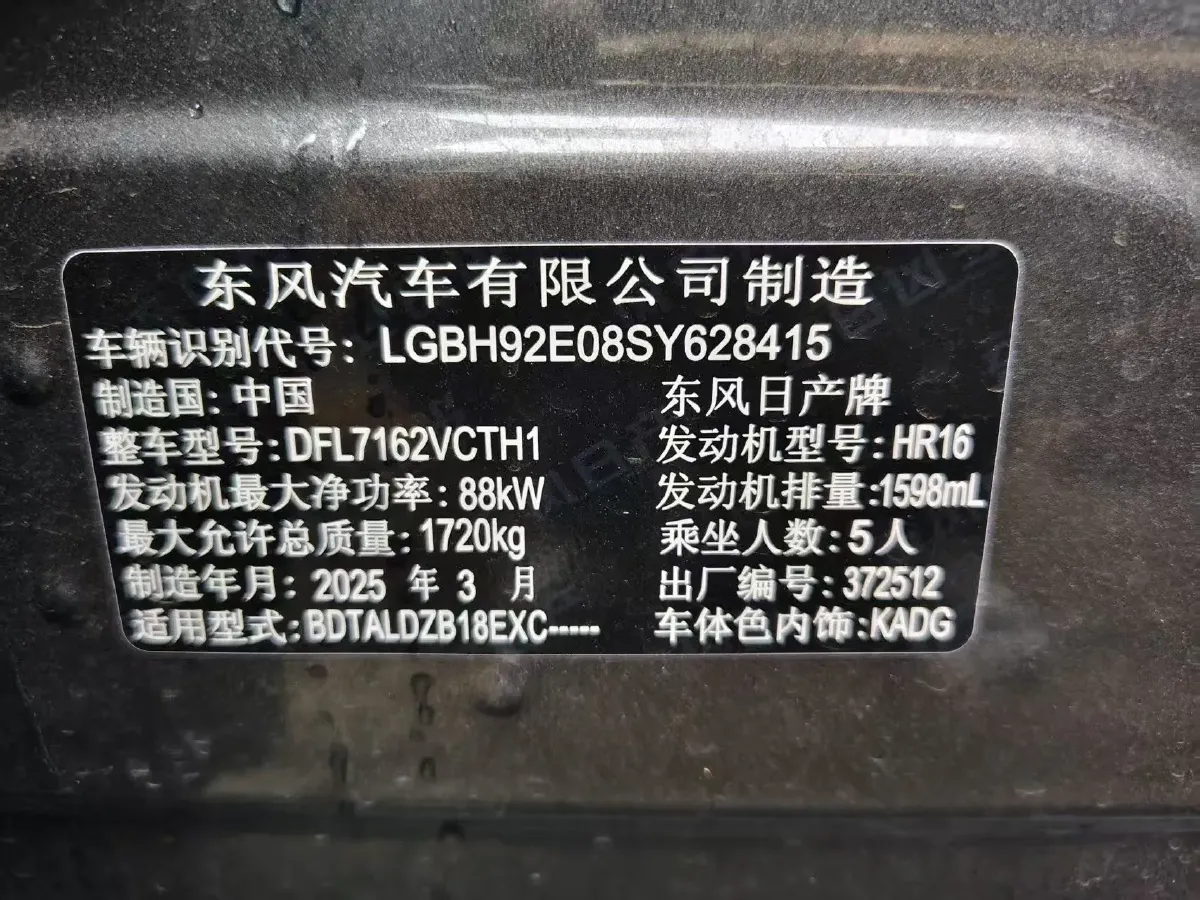 东风汽车有限公司制造
车辆识别代号: LGBH92E08SY628415
制造国: 中国 东风日产牌
整车型号: DFL7162VCTH1 发动机型号: HR16
发动机最大净功率: 88kW 发动机排量:1598mL
最大允许总质量: 1720kg 乘坐人数:5人
制造年月: 2025 年 3 月 出厂编号: 372512
适用型式:BDTALDZB18EXC----- 车体色内饰:KADG